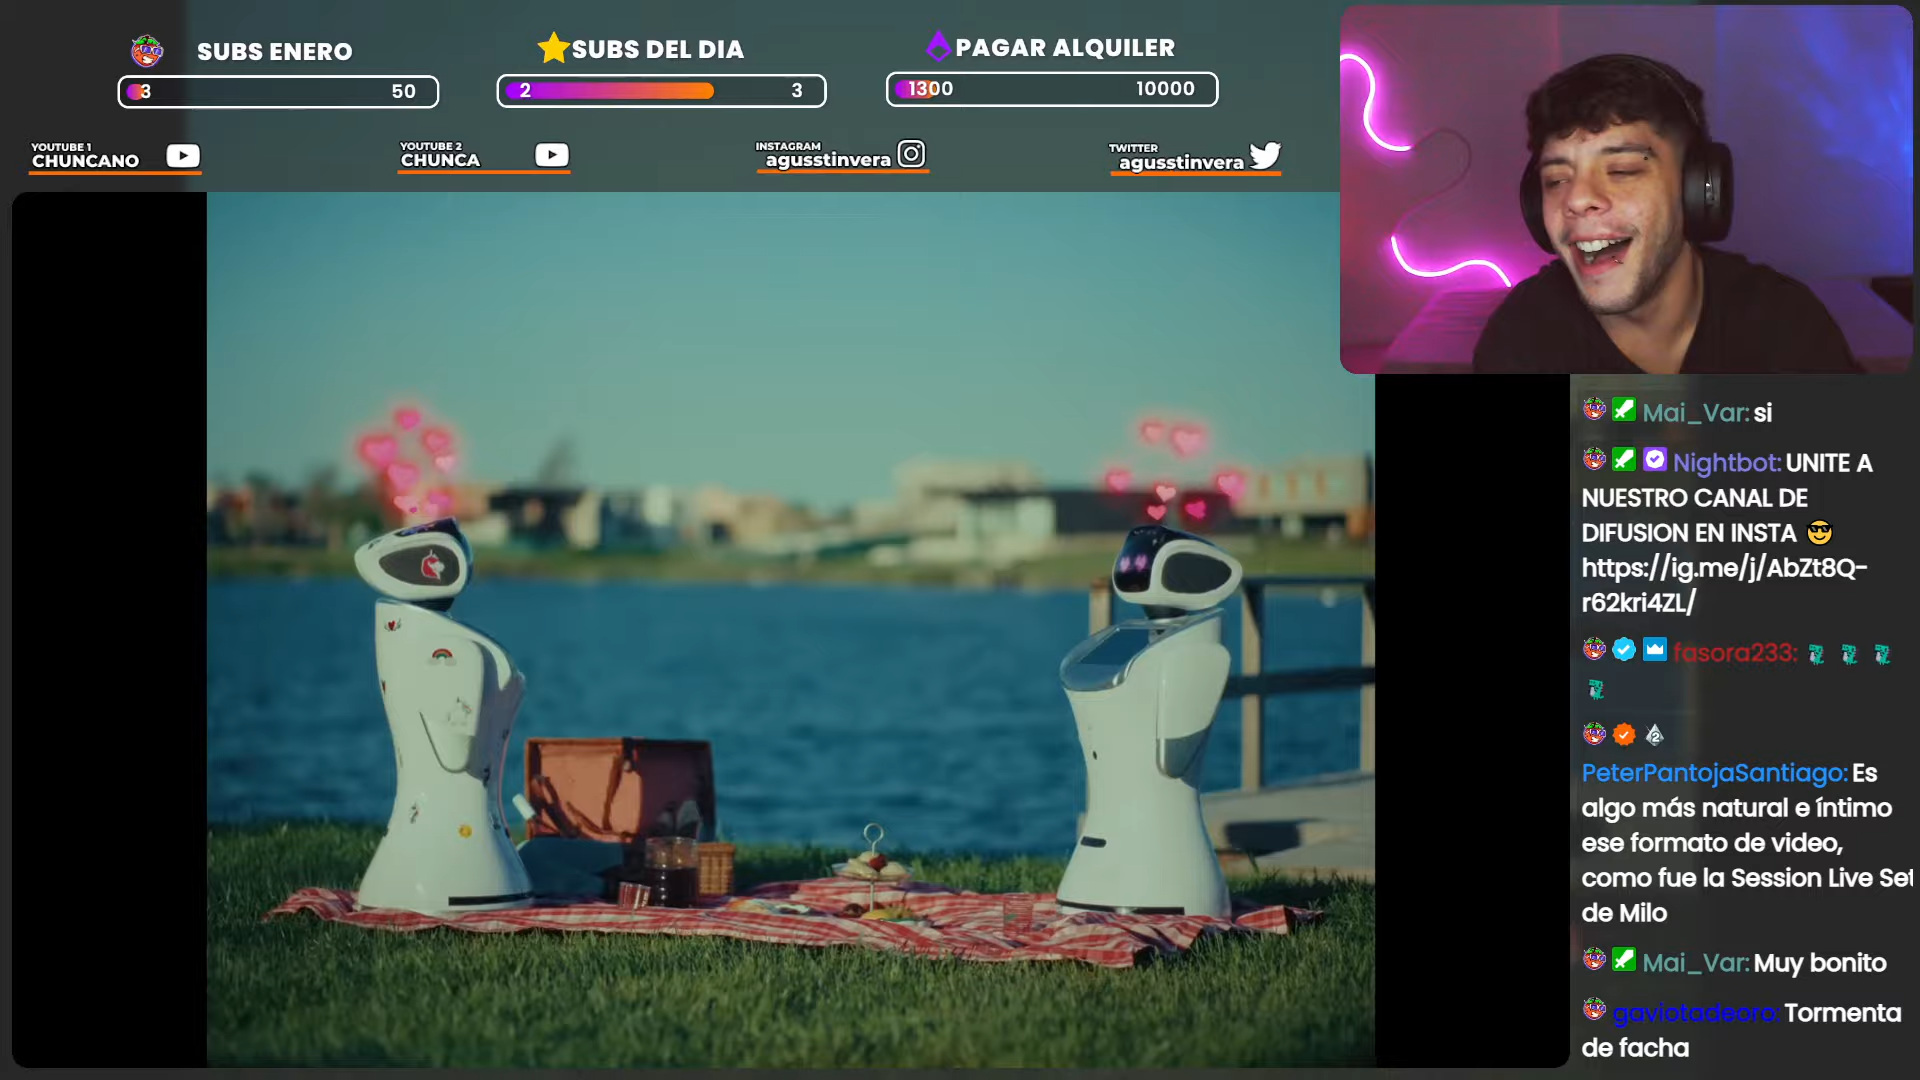 SUBS ENERO
3 50
SUBS DEL DIA
2 3
PAGAR ALQUILER
1300 10000
YOUTUBE 1
CHUNCANO
YOUTUBE 2
CHUNCA
INSTAGRAM
agusstinvera
TWITTER
agusstinvera
Mai_Var: si
Nightbot: UNITE A
NUESTRO CANAL DE
DIFUSION EN INSTA 😎
https://ig.me/j/AbZt8Q-
r62kri4ZL/
fasora233:
2
PeterPantojaSantiago: Es
algo más natural e íntimo
ese formato de video,
como fue la Session Live Set
de Milo
Mai_Var: Muy bonito
gaviotadeoro: Tormenta
de facha